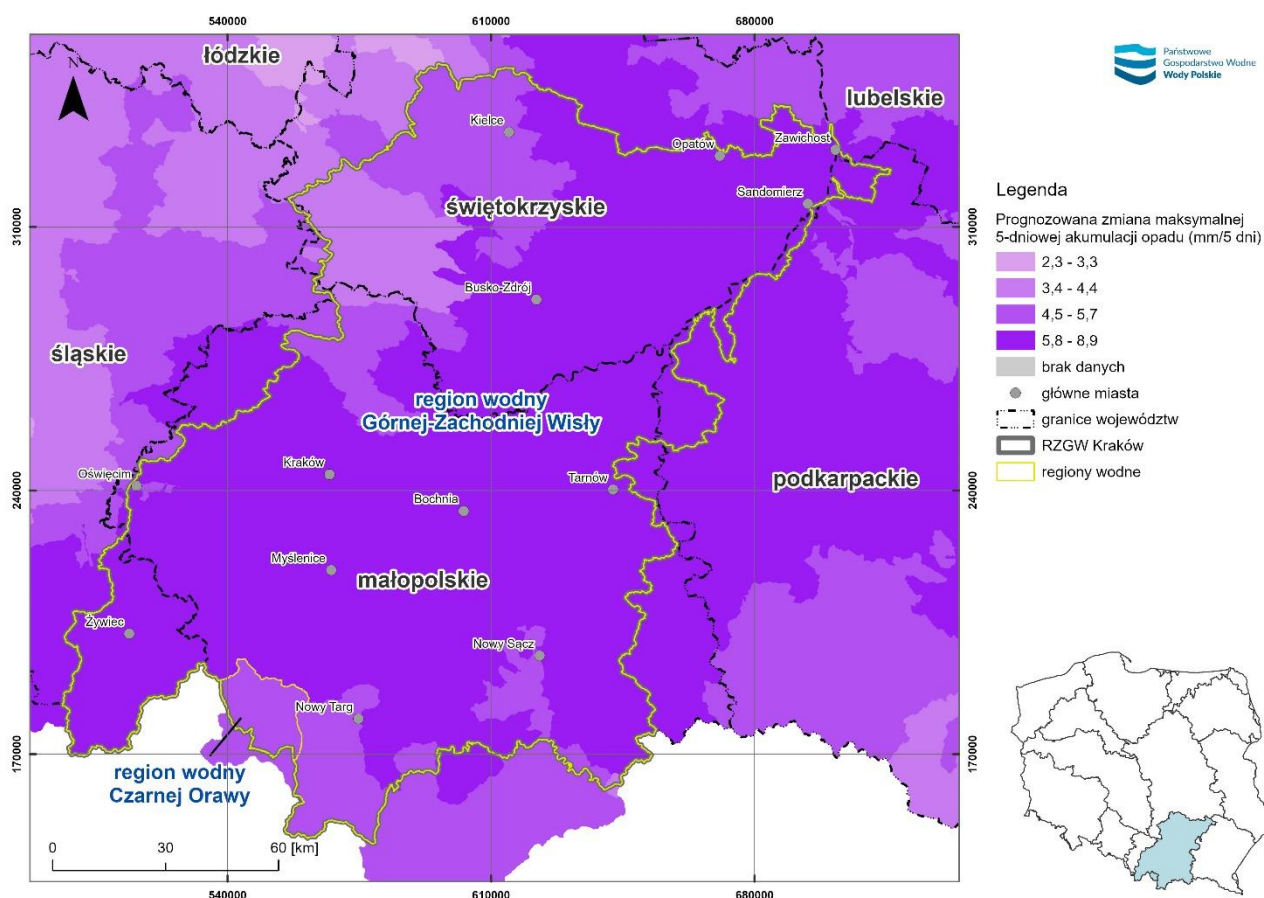 540000
610000
680000
łódzkie
N
Państwowe
Gospodarstwo Wodne
Wody Polskie
lubelskie
Kielce
Opatów
Zawichost
Sandomierz
świętokrzyskie
310000
310000
Busko-Zdrój
śląskie
region wodny
Górnej-Zachodniej Wisły
Kraków
Oświęcim
Tarnów
podkarpackie
240000
240000
Bochnia
Myślenice
małopolskie
Żywiec
Nowy Sącz
Nowy Targ
170000
170000
region wodny
Czarnej Orawy
0
30
60 [km]
540000
610000
680000
Legenda
Prognozowana zmiana maksymalnej
5-dniowej akumulacji opadu (mm/5 dni)
2,3 - 3,3
3,4 - 4,4
4,5 - 5,7
5,8 - 8,9
brak danych
główne miasta
granice województw
RZGW Kraków
regiony wodne